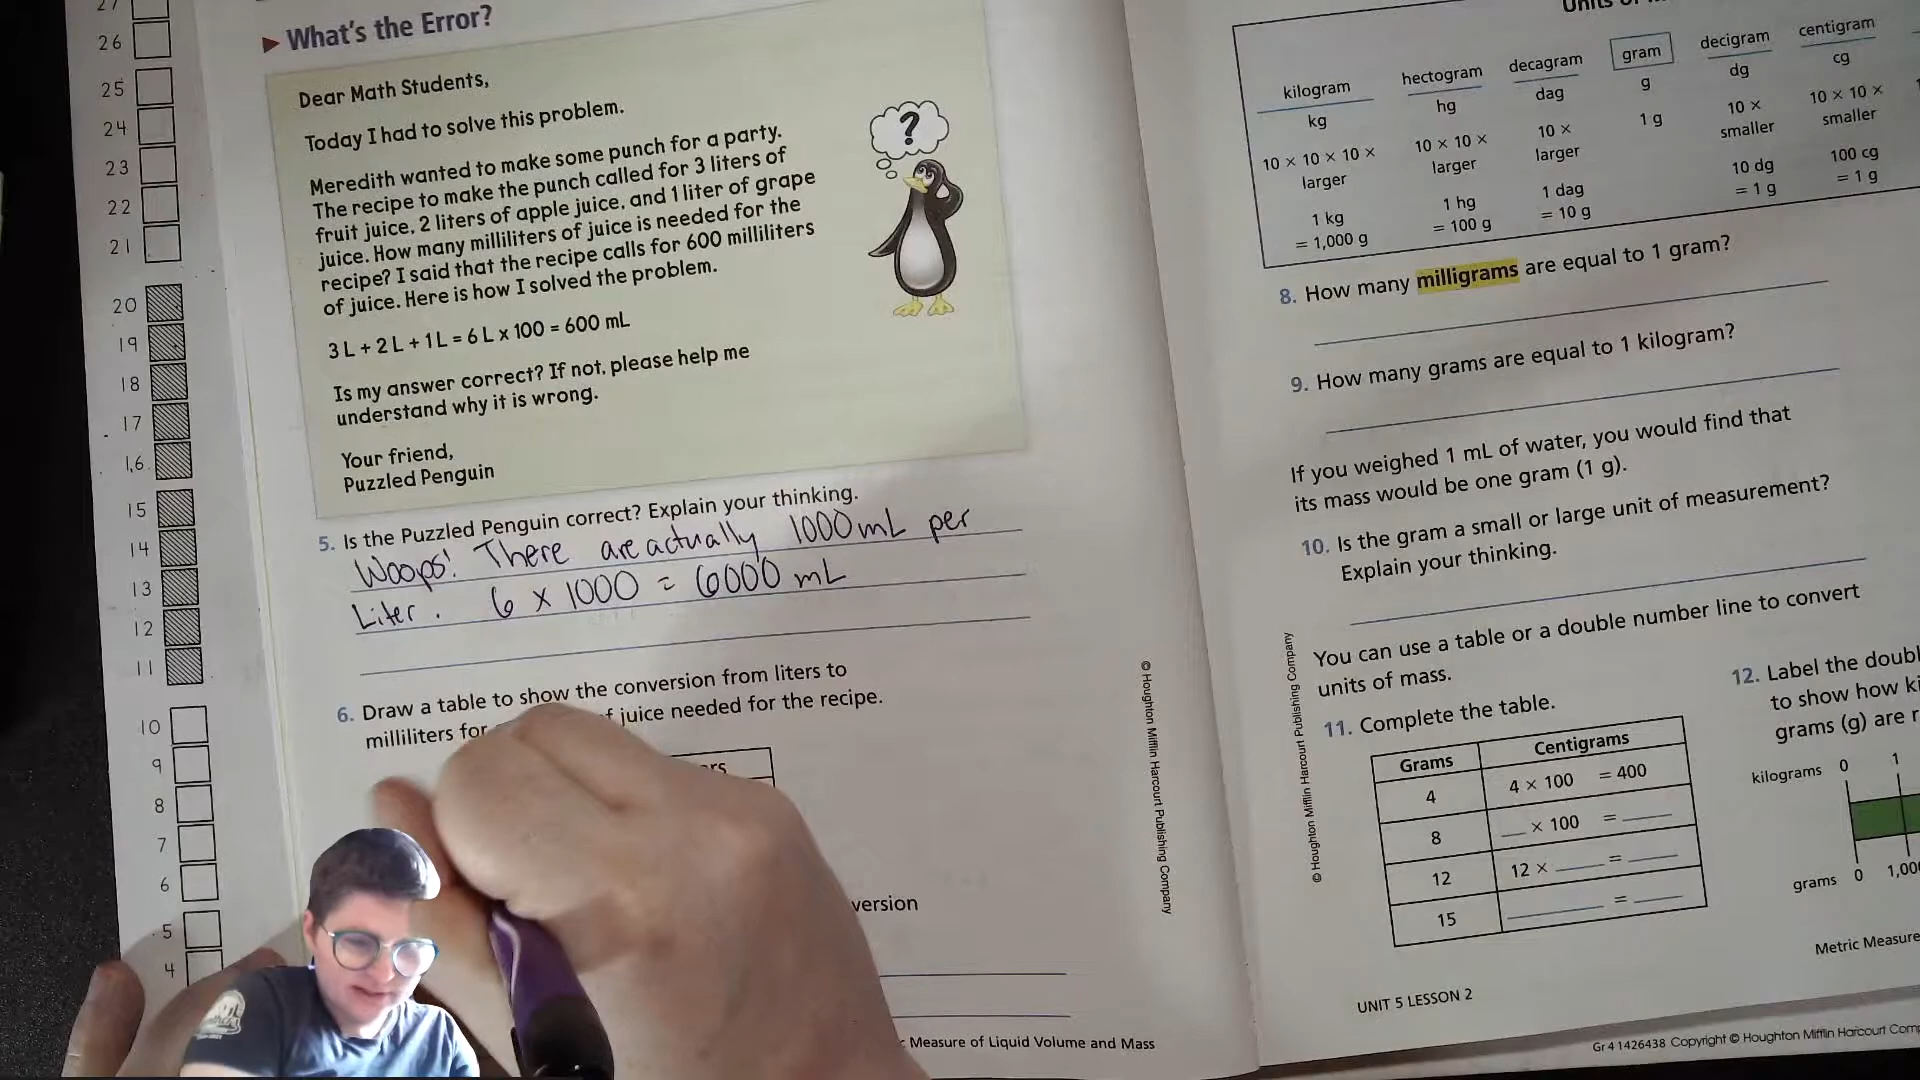 27
26
25
24
23
22
21
20
19
18
17
16
15
14
13
12
11
10
9
8
7
6
5
4
What's the Error?
Dear Math Students,
Today I had to solve this problem.
Meredith wanted to make some punch for a party.
The recipe to make the punch called for 3 liters of
fruit juice, 2 liters of apple juice, and 1 liter of grape
juice. How many milliliters of juice is needed for the
recipe? I said that the recipe calls for 600 milliliters
of juice. Here is how I solved the problem.
3 L + 2 L + 1 L = 6 L x 100 = 600 mL
Is my answer correct? If not, please help me
understand why it is wrong.
Your friend,
Puzzled Penguin
?
5. Is the Puzzled Penguin correct? Explain your thinking.
Woops! There are actually 1000 mL per
Liter. 6 x 1000 = 6000 mL
6. Draw a table to show the conversion from liters to
milliliters for juice needed for the recipe.
Measure of Liquid Volume and Mass
© Houghton Mifflin Harcourt Publishing Company
kilogram hectogram decagram gram decigram centigram
kg hg dag g dg cg
10 × 10 × 10 × 10 × 10 × 10 × 1 g 10 × 10 × 10 ×
larger larger larger smaller smaller
1 kg 1 hg 1 dag 10 dg 100 cg
= 1,000 g = 100 g = 10 g = 1 g = 1 g
8. How many milligrams are equal to 1 gram?
9. How many grams are equal to 1 kilogram?
If you weighed 1 mL of water, you would find that
its mass would be one gram (1 g).
10. Is the gram a small or large unit of measurement?
Explain your thinking.
You can use a table or a double number line to convert
units of mass.
11. Complete the table.
Grams Centigrams
4 4 × 100 = 400
8 __ × 100 = __
12 12 × __ = __
15 __ = __
12. Label the
to show how
grams (g) are
kilograms 0 1
grams 0
Metric
UNIT 5 LESSON 2
© Houghton Mifflin Harcourt Publishing Company
Gr 4 1426438 Copyright © Houghton Mifflin Harcourt